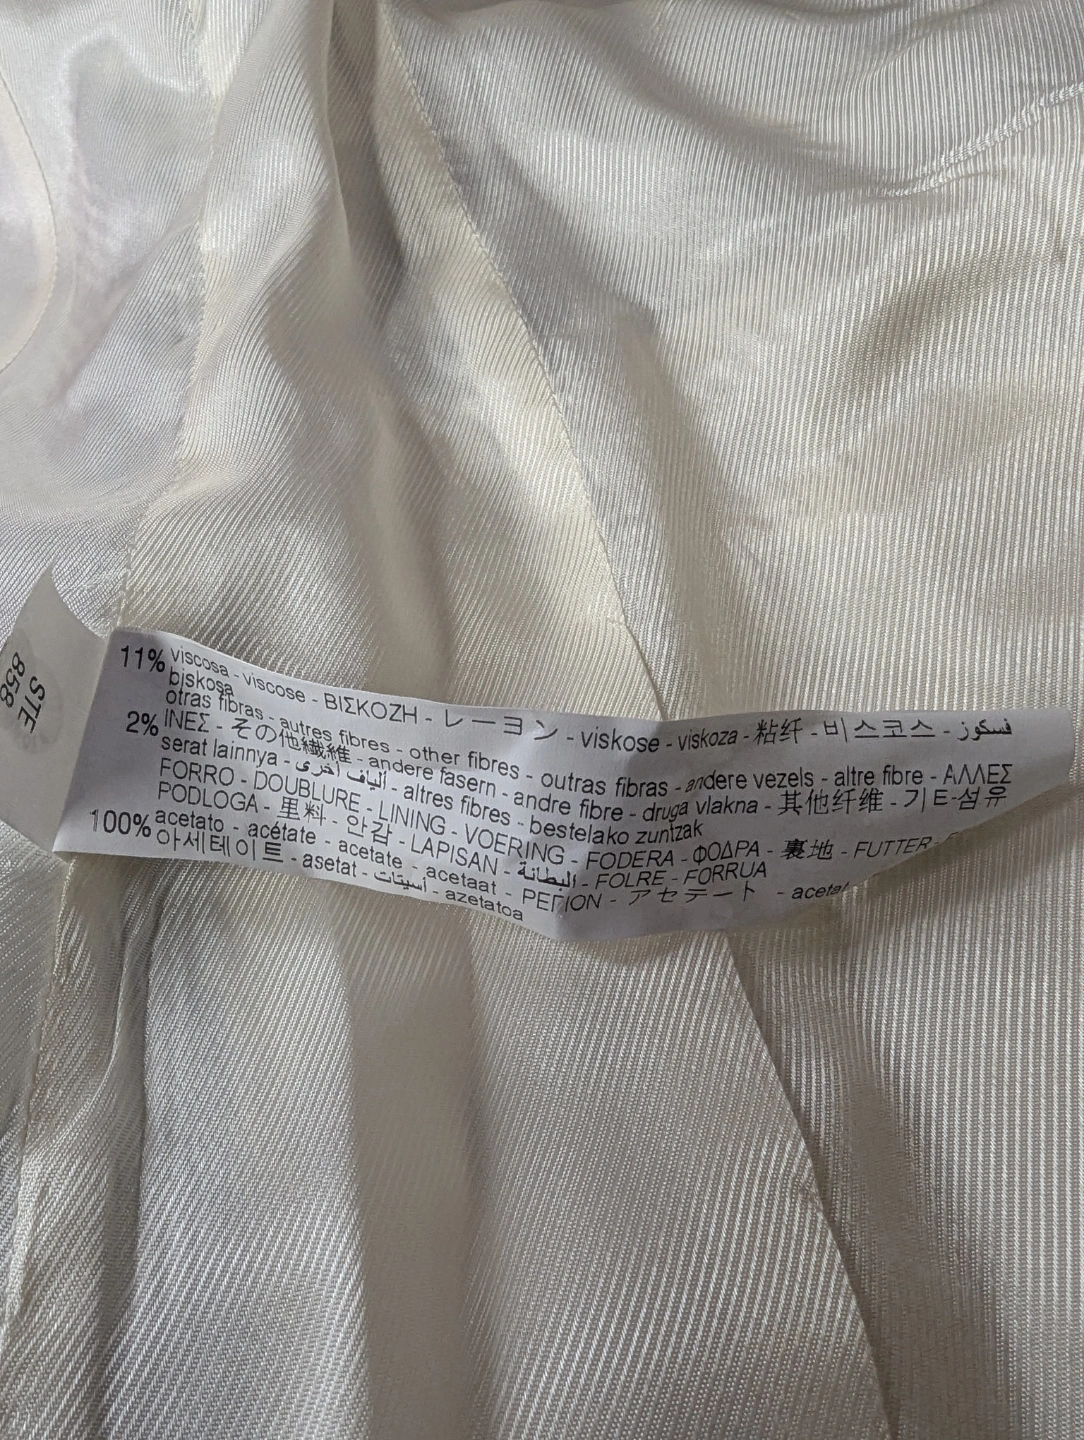 11% viscosa - viscose - ΒΙΣΚΟΖΗ - レーヨン - viskose - viskoza - 粘纤 - 비스코스 - فسكوز
biskosa
2% otras fibras - autres fibres - other fibres - outras fibras - andere vezels - altre fibre - ΑΛΛΕΣ
ΙΝΕΣ - その他繊維 - andere fasern - andre fibre - druga vlakna - 其他纤维 - 기타섬유
serat lainnya - ألياف أخرى - altres fibres - bestelako zuntzak
FORRO - DOUBLURE - LINING - VOERING - FODERA - ΦΟΔΡΑ - 裏地 - FUTTER
PODLOGA - 里料 - 안감 - LAPISAN - البطانة - FOLRE - FORRUA
100% acetato - acétate - acetate - acetaat - ΡΕΓΙΟΝ - アセテート - acetat
아세테이트 - asetat - أسيتات - azetatoa
STE
858